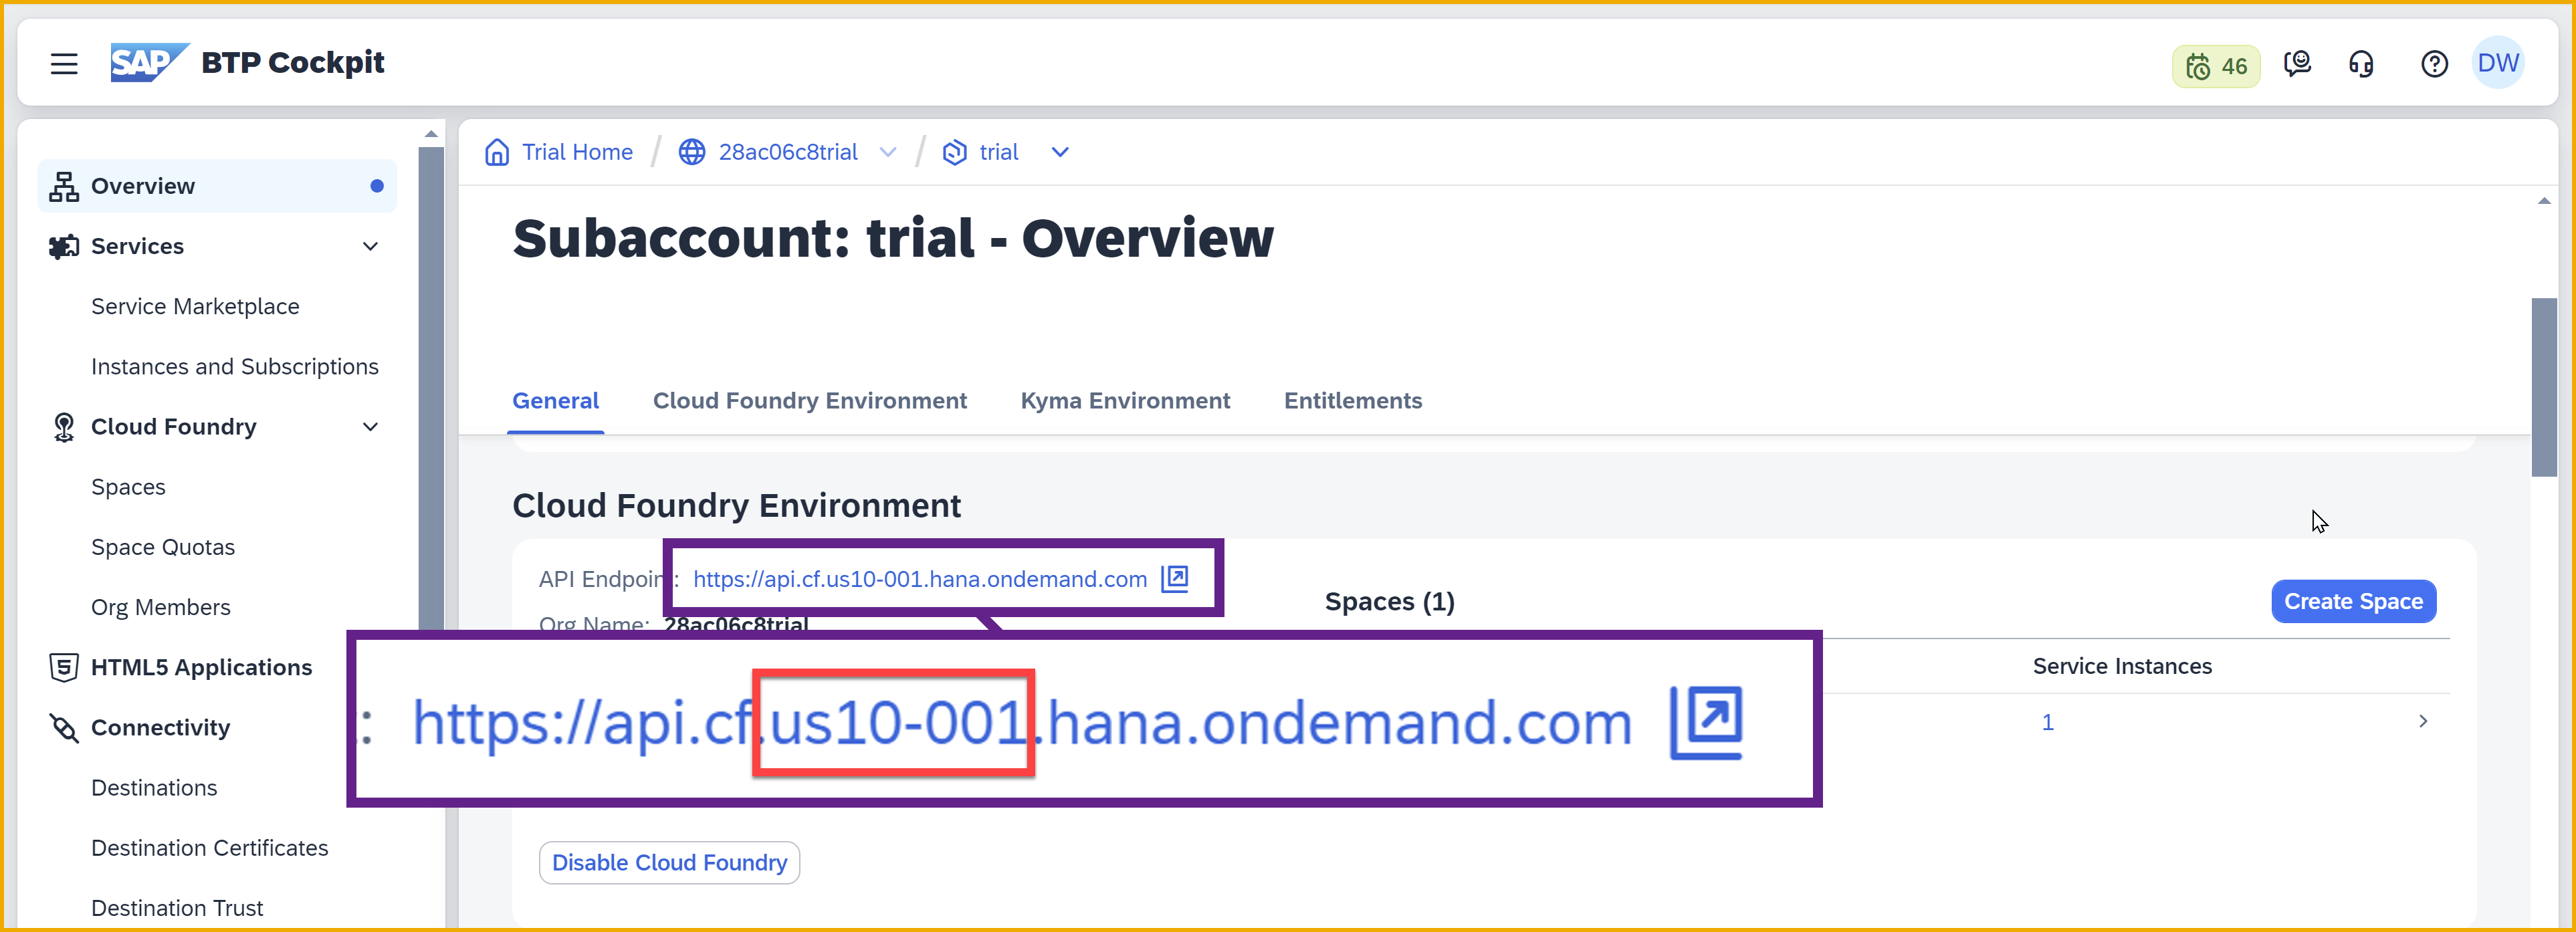 SAP BTP Cockpit
46
DW
Overview
Services
Service Marketplace
Instances and Subscriptions
Cloud Foundry
Spaces
Space Quotas
Org Members
HTML5 Applications
Connectivity
Destinations
Destination Certificates
Destination Trust
Trial Home / 28ac06c8trial / trial
Subaccount: trial - Overview
General Cloud Foundry Environment Kyma Environment Entitlements
Cloud Foundry Environment
API Endpoint: https://api.cf.us10-001.hana.ondemand.com
Org Name: 28ac06c8trial
: https://api.cf.us10-001.hana.ondemand.com
Disable Cloud Foundry
Spaces (1)
Create Space
Service Instances
1